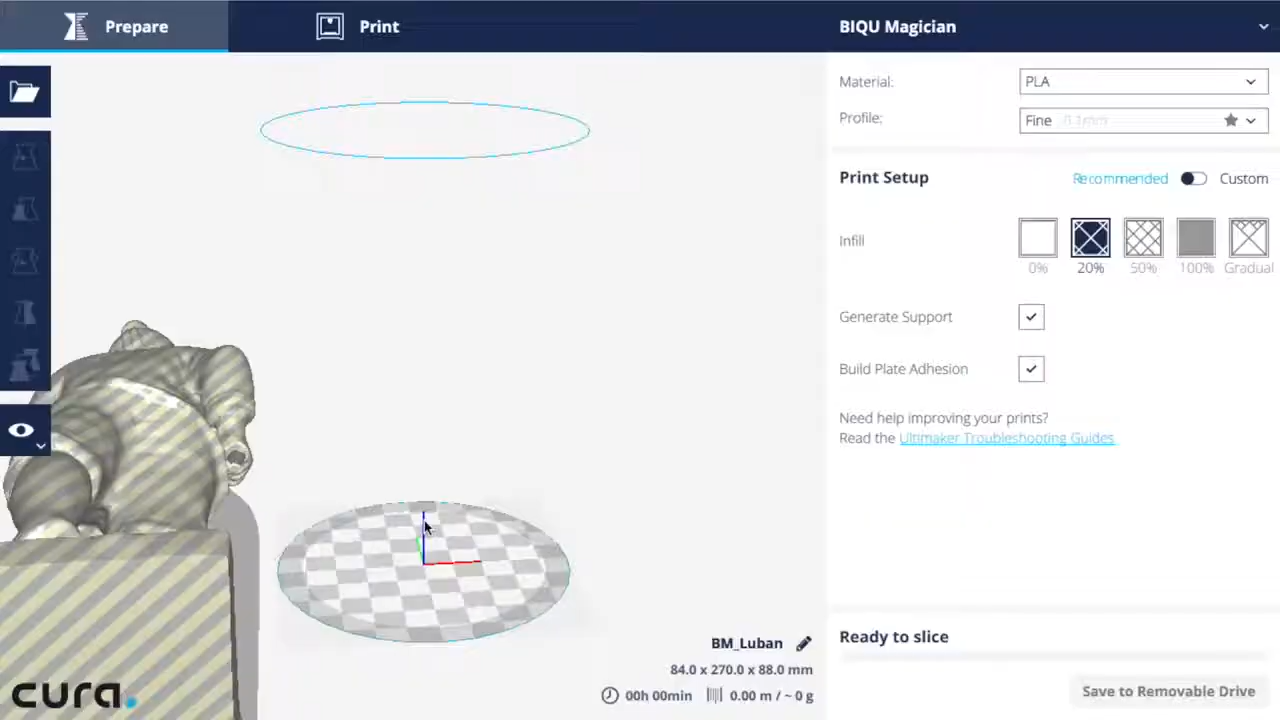 Prepare
Print
BIQU Magician
Material:
PLA
Profile:
Fine 0.1mm
Print Setup
Recommended
Custom
Infill
0%
20%
50%
100%
Gradual
Generate Support
Build Plate Adhesion
Need help improving your prints?
Read the Ultimaker Troubleshooting Guides
BM_Luban
84.0 x 270.0 x 88.0 mm
00h 00min
0.00 m / ~ 0 g
Ready to slice
Save to Removable Drive
cura.